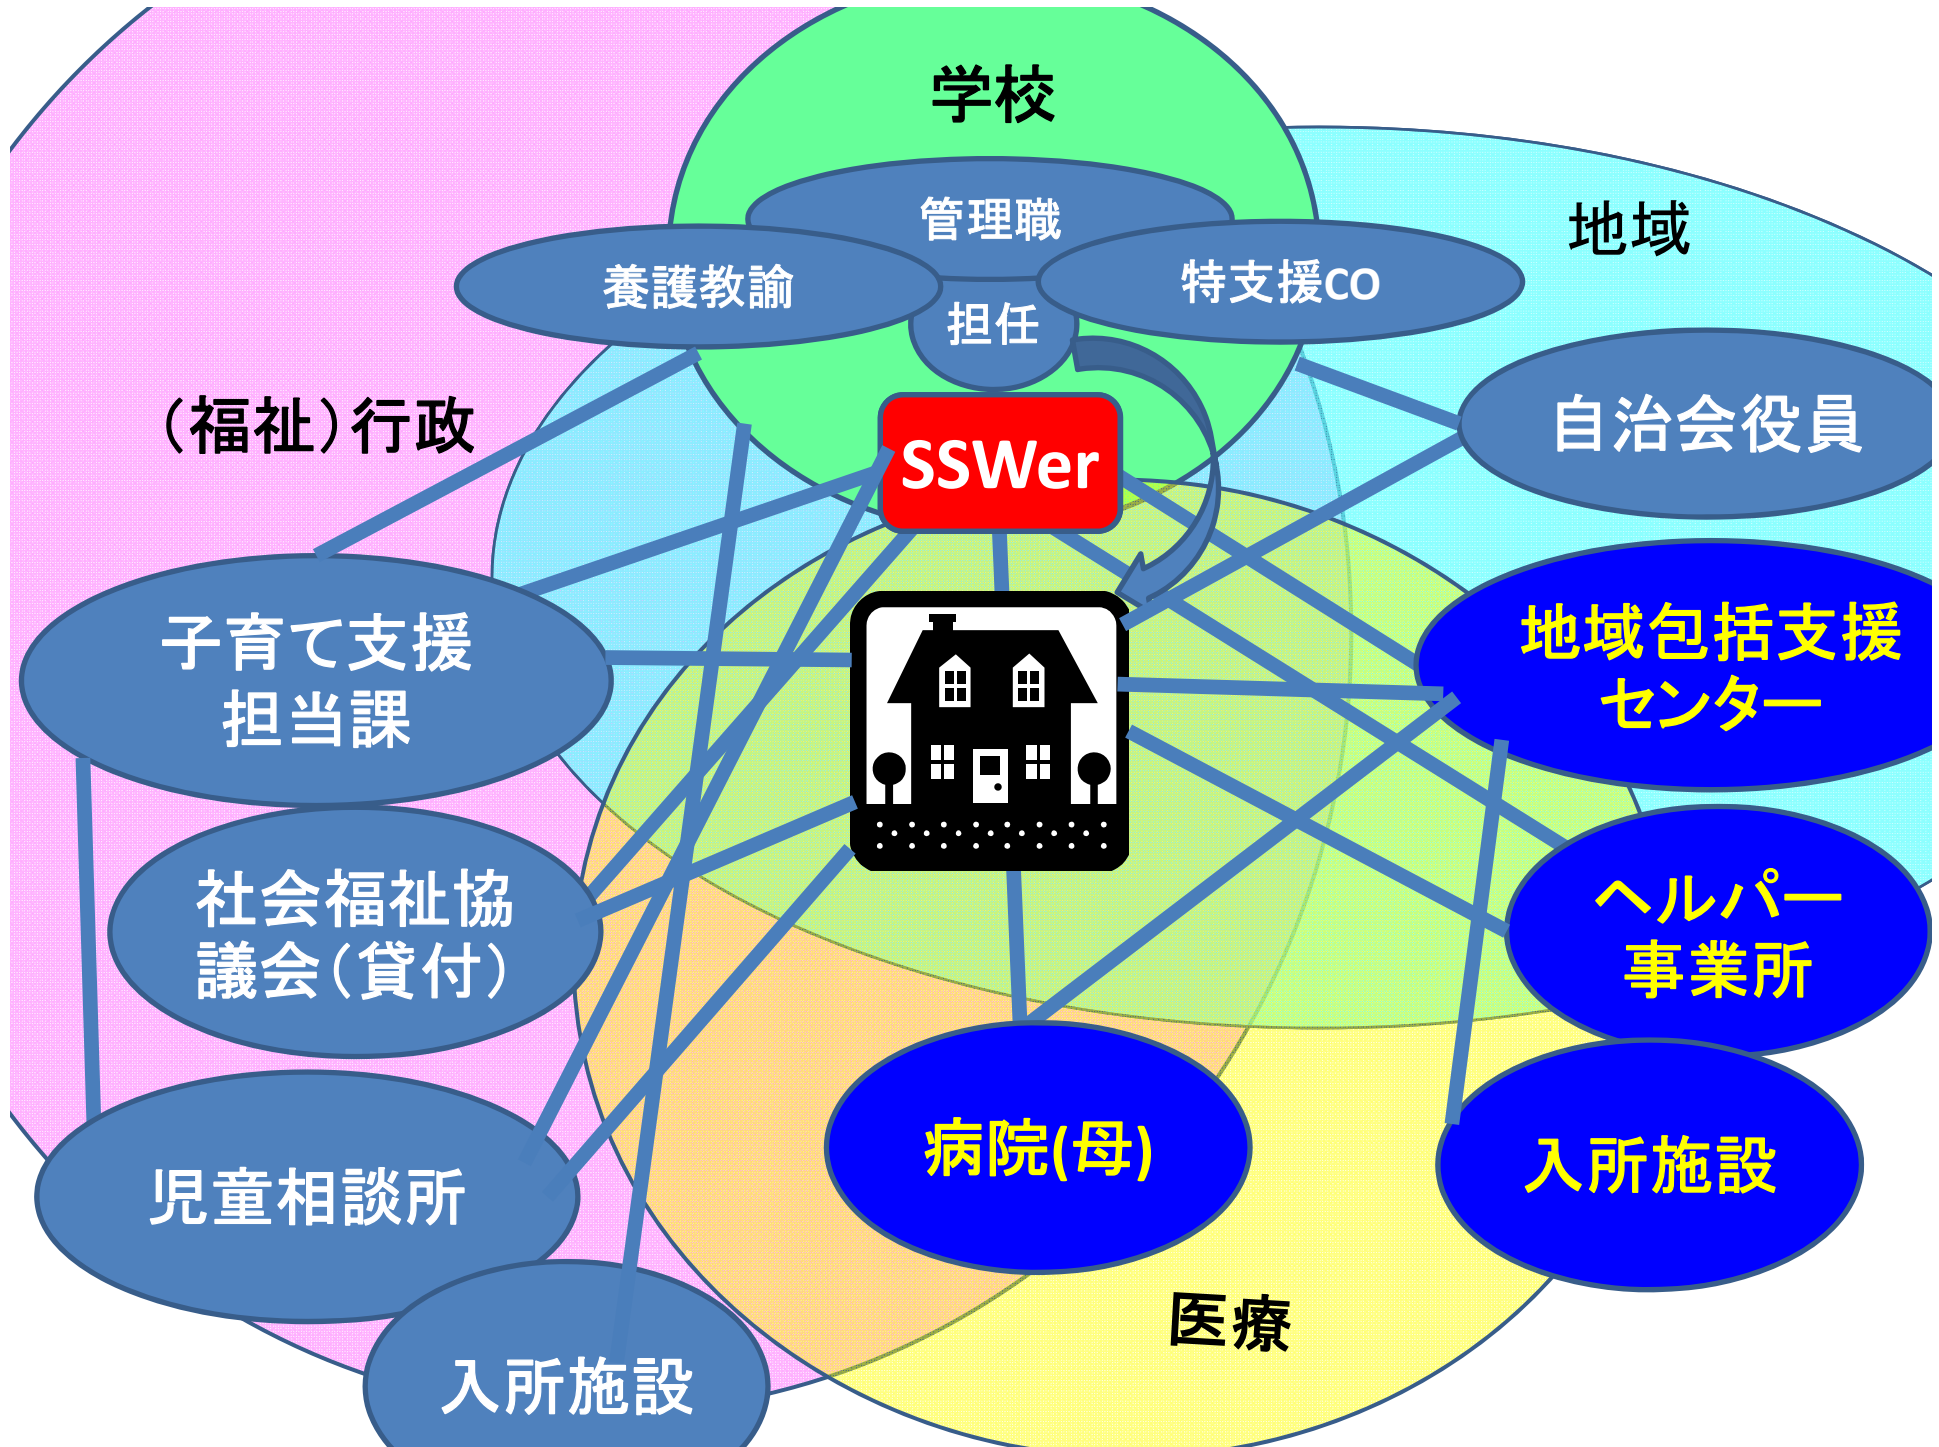 学校
管理職
養護教諭
特支援CO
担任
地域
(福祉)行政
自治会役員
SSWer
子育て支援
担当課
地域包括支援
センター
社会福祉協
議会(貸付)
ヘルパー
事業所
児童相談所
病院(母)
入所施設
医療
入所施設